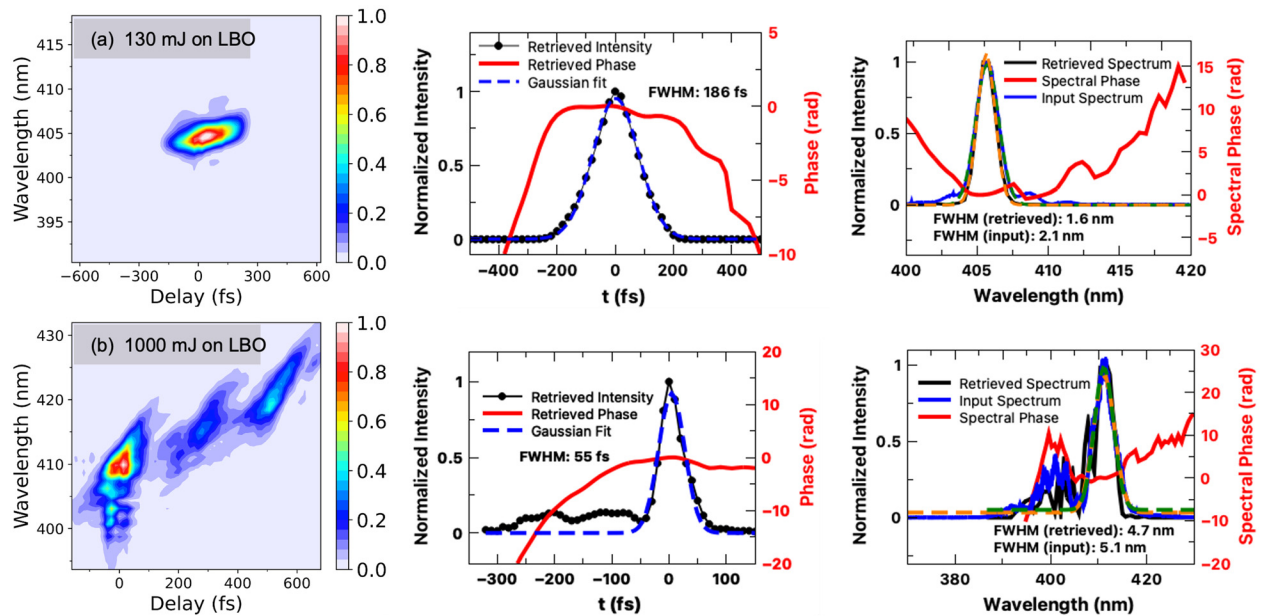 (a) 130 mJ on LBO
Wavelength (nm)
415
410
405
400
395
−600
−300
0
300
600
Delay (fs)
1.0
0.8
0.6
0.4
0.2
0.0
Normalized Intensity
1
0.5
0
Retrieved Intensity
Retrieved Phase
Gaussian fit
FWHM: 186 fs
5
0
−5
−10
Phase (rad)
−400
−200
0
200
400
t (fs)
Normalized Intensity
1
0.5
0
Retrieved Spectrum
Spectral Phase
Input Spectrum
FWHM (retrieved): 1.6 nm
FWHM (input): 2.1 nm
15
10
5
0
−5
Spectral Phase (rad)
400
405
410
415
420
Wavelength (nm)
(b) 1000 mJ on LBO
Wavelength (nm)
430
420
410
400
0
200
400
600
Delay (fs)
1.0
0.8
0.6
0.4
0.2
0.0
Normalized Intensity
1
0.5
0
Retrieved Intensity
Retrieved Phase
Gaussian Fit
FWHM: 55 fs
20
10
0
−10
−20
Phase (rad)
−300
−200
−100
0
100
t (fs)
Normalized Intensity
1
0.5
0
Retrieved Spectrum
Input Spectrum
Spectral Phase
FWHM (retrieved): 4.7 nm
FWHM (input): 5.1 nm
30
20
10
0
−10
−20
Spectral Phase (rad)
380
400
420
Wavelength (nm)